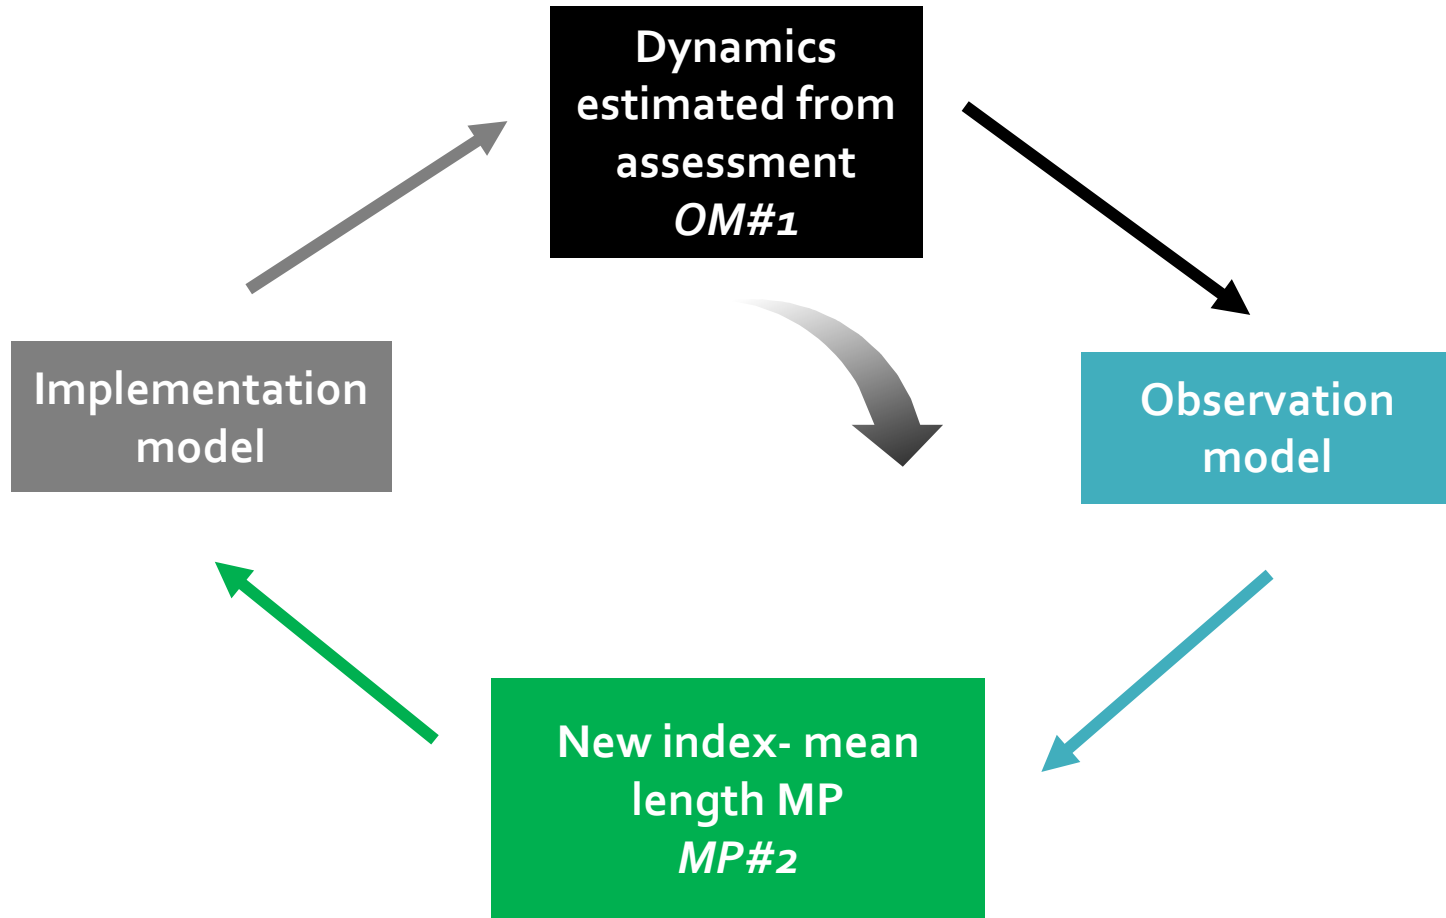 Dynamics
estimated from
assessment
OM#1
Implementation
model
Observation
model
New index- mean
length MP
MP#2